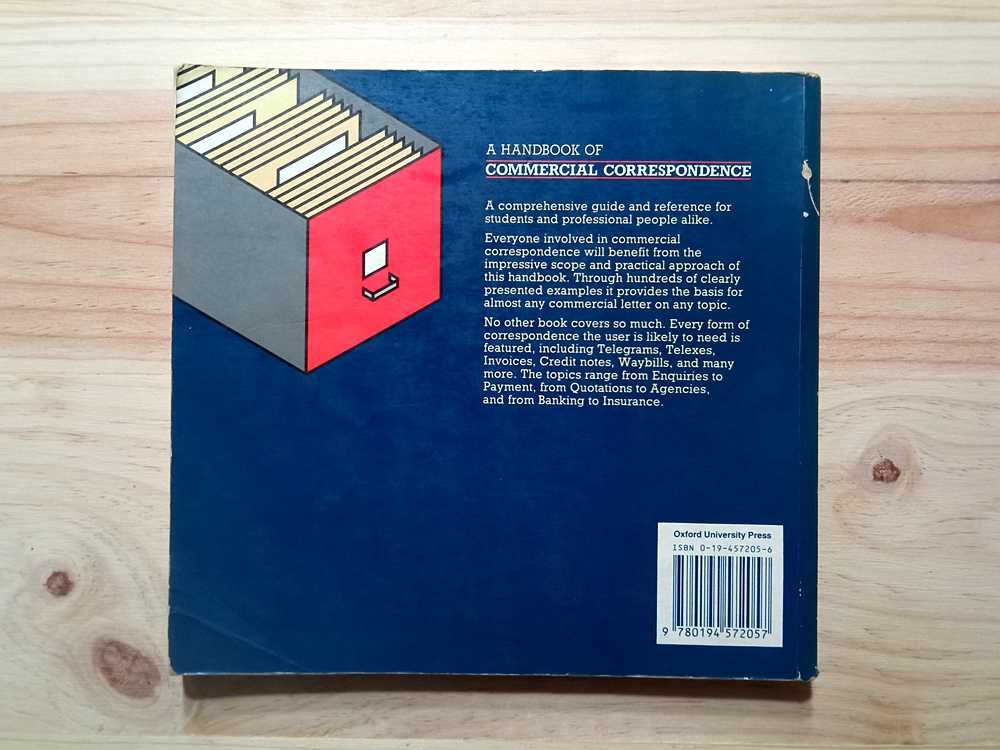 A HANDBOOK OF
COMMERCIAL CORRESPONDENCE
A comprehensive guide and reference for
students and professional people alike.
Everyone involved in commercial
correspondence will benefit from the
impressive scope and practical approach of
this handbook. Through hundreds of clearly
presented examples it provides the basis for
almost any commercial letter on any topic.
No other book covers so much. Every form of
correspondence the user is likely to need is
featured, including Telegrams, Telexes,
Invoices, Credit notes, Waybills, and many
more. The topics range from Enquiries to
Payment, from Quotations to Agencies,
and from Banking to Insurance.
Oxford University Press
ISBN 0-19-457205-6
9 780194 572057